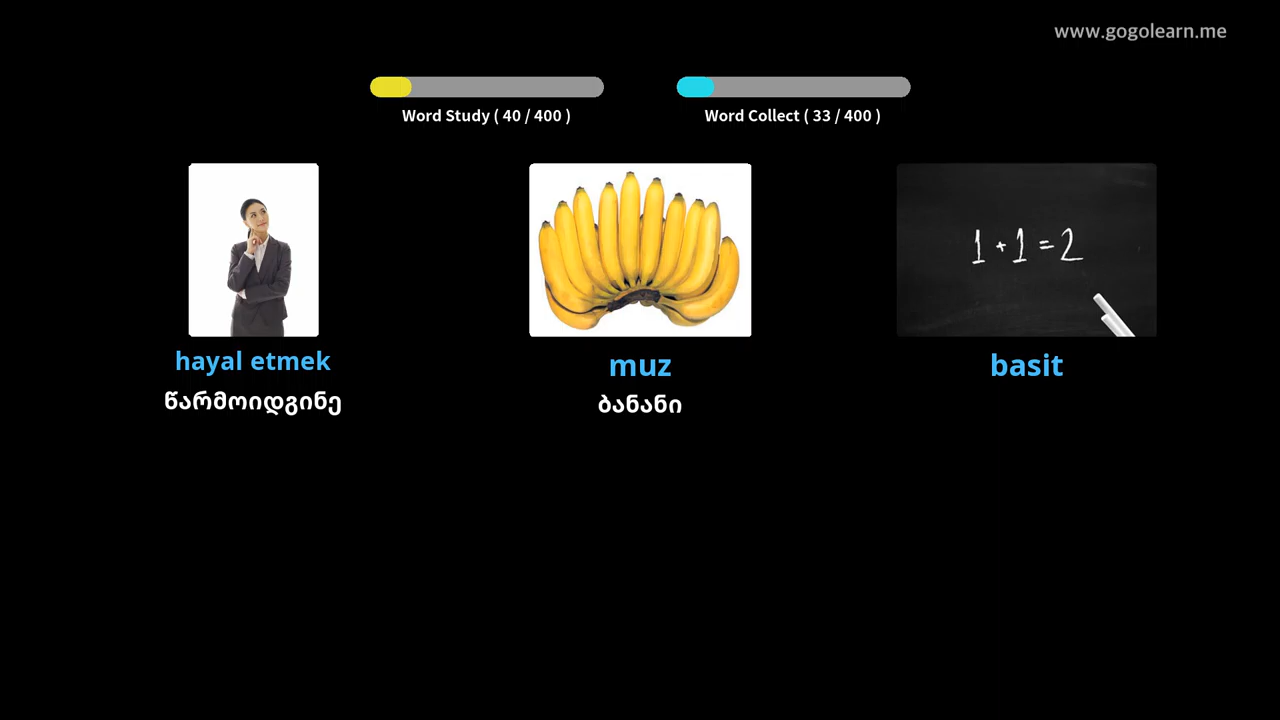 www.gogolearn.me
Word Study ( 40 / 400 )
Word Collect ( 33 / 400 )
1 + 1 = 2
hayal etmek
muz
basit
წარმოიდგინე
ბანანი